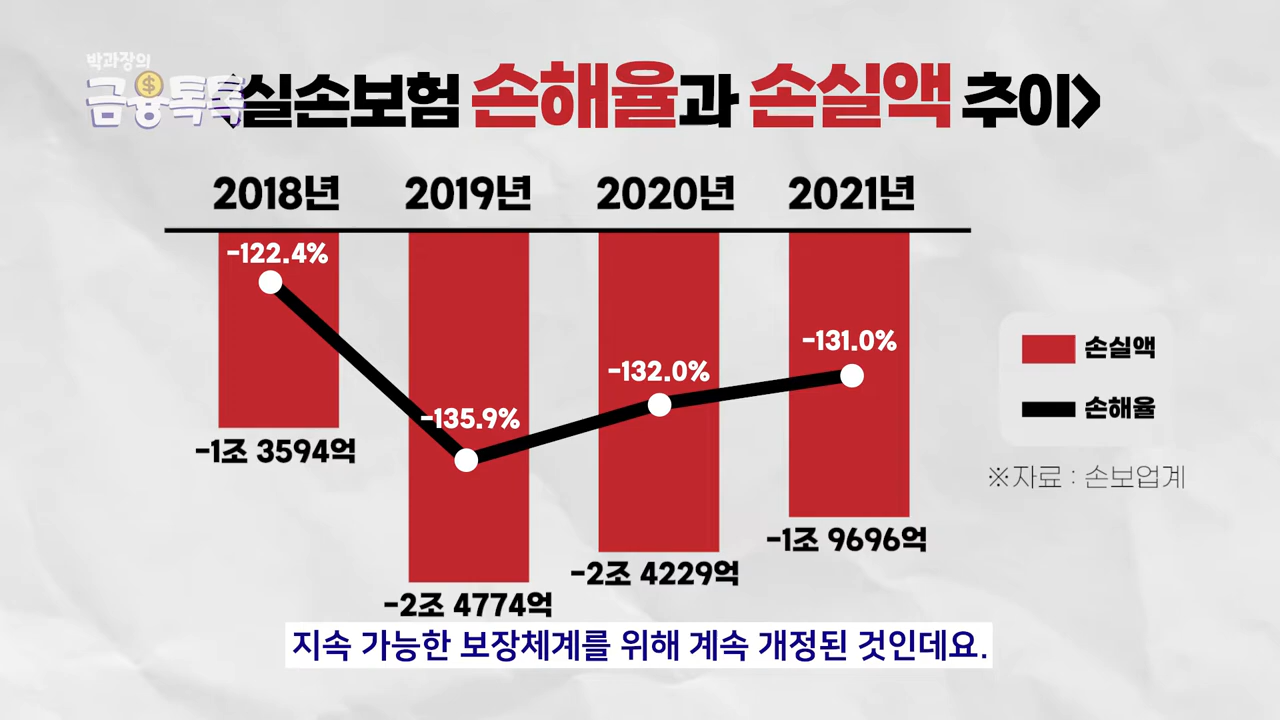 박과장의
금융톡톡
<실손보험 손해율과 손실액 추이>
2018년 2019년 2020년 2021년
-122.4%
-135.9%
-132.0%
-131.0%
-1조 3594억
-2조 4774억
-2조 4229억
-1조 9696억
손실액
손해율
※자료 : 손보업계
지속 가능한 보장체계를 위해 계속 개정된 것인데요.